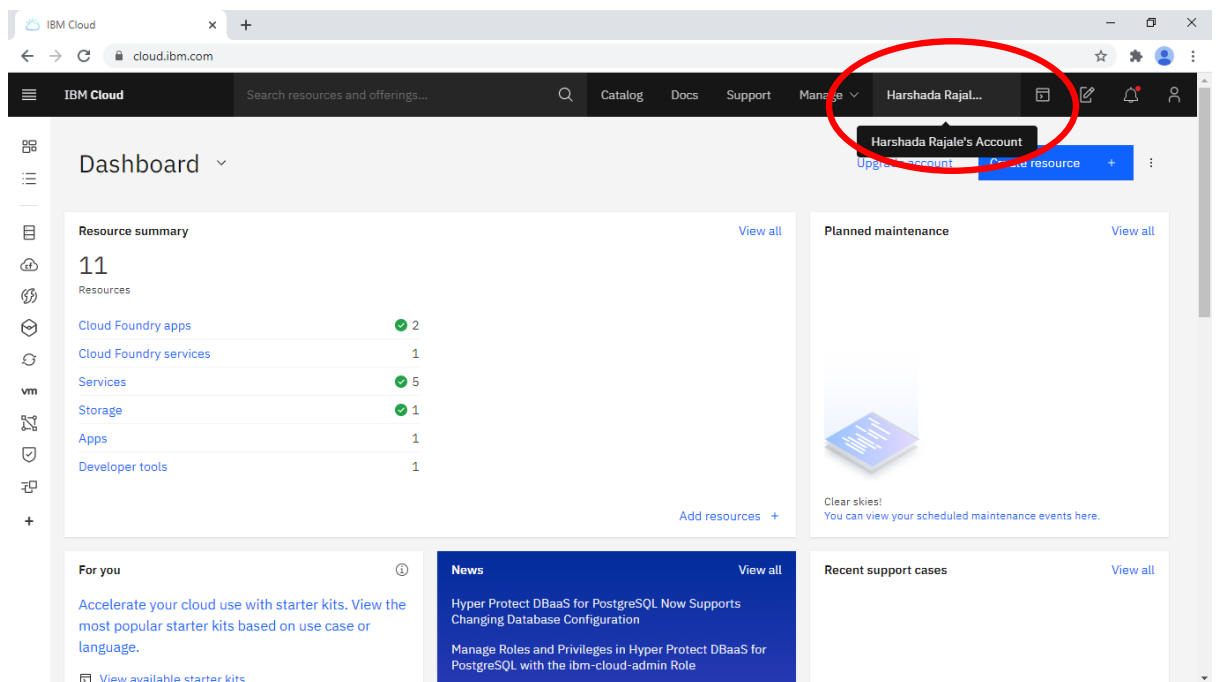 IBM Cloud
cloud.ibm.com
IBM Cloud
Search resources and offerings...
Catalog
Docs
Support
Manage
Harshada Rajal...
Harshada Rajale's Account
Dashboard
Upgrade account
Create resource +
Resource summary
View all
11
Resources
Cloud Foundry apps 2
Cloud Foundry services 1
Services 5
Storage 1
Apps 1
Developer tools 1
Add resources +
Planned maintenance
View all
Clear skies!
You can view your scheduled maintenance events here.
cf
vm
For you
Accelerate your cloud use with starter kits. View the
most popular starter kits based on use case or
language.
View available starter kits
News
View all
Hyper Protect DBaaS for PostgreSQL Now Supports
Changing Database Configuration
Manage Roles and Privileges in Hyper Protect DBaaS for
PostgreSQL with the ibm-cloud-admin Role
Recent support cases
View all